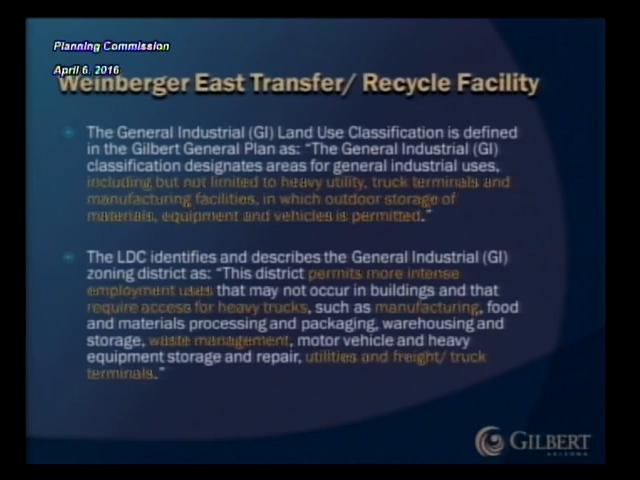 Planning Commission
April 6, 2016
Weinberger East Transfer/ Recycle Facility
The General Industrial (GI) Land Use Classification is defined
in the Gilbert General Plan as: “The General Industrial (GI)
classification designates areas for general industrial uses,
including but not limited to heavy utility, truck terminals and
manufacturing facilities, in which outdoor storage of
materials, equipment and vehicles is permitted.”
The LDC identifies and describes the General Industrial (GI)
zoning district as: “This district permits more intense
employment uses that may not occur in buildings and that
require access for heavy trucks, such as manufacturing, food
and materials processing and packaging, warehousing and
storage, waste management, motor vehicle and heavy
equipment storage and repair, utilities and freight/ truck
terminals.”
GILBERT
ARIZONA